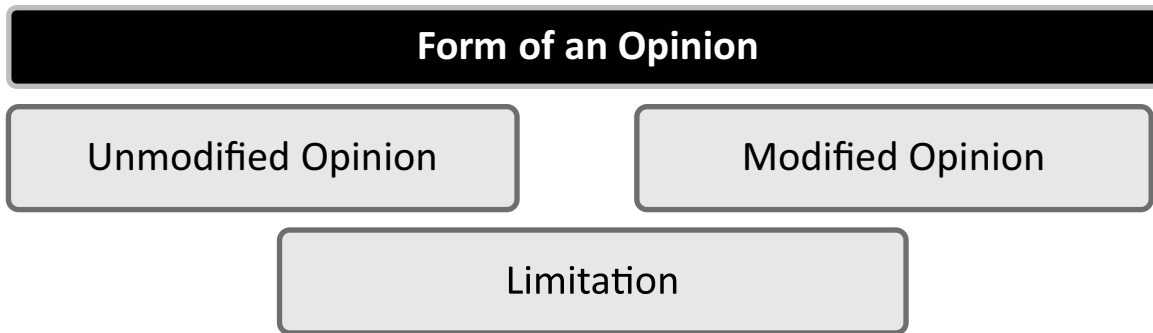 Form of an Opinion
Unmodified Opinion
Modified Opinion
Limitation